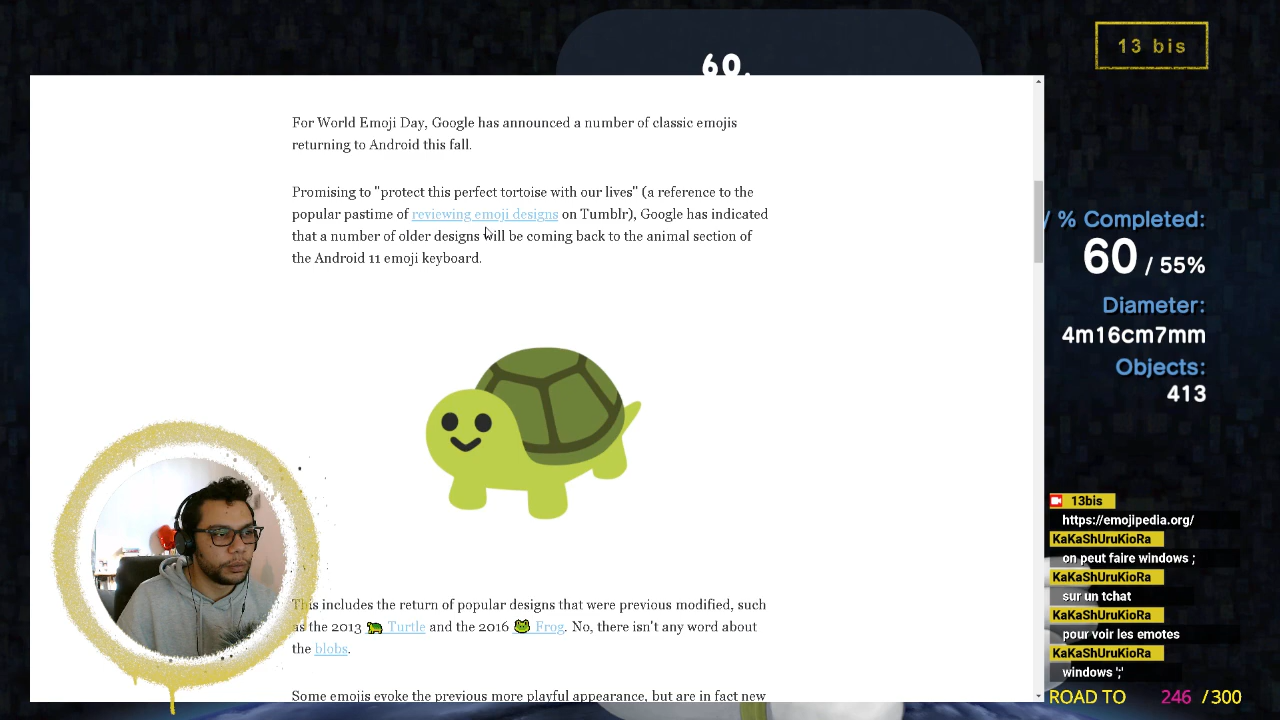 60.
13 bis
For World Emoji Day, Google has announced a number of classic emojis
returning to Android this fall.
Promising to "protect this perfect tortoise with our lives" (a reference to the
popular pastime of reviewing emoji designs on Tumblr), Google has indicated
that a number of older designs will be coming back to the animal section of
the Android 11 emoji keyboard.
This includes the return of popular designs that were previous modified, such
as the 2013 🐢 Turtle and the 2016 🐸 Frog. No, there isn't any word about
the blobs.
Some emojis evoke the previous more playful appearance, but are in fact new
/ % Completed:
60 / 55%
Diameter:
4m16cm7mm
Objects:
413
13bis
https://emojipedia.org/
KaKaShUruKioRa
on peut faire windows ;
KaKaShUruKioRa
sur un tchat
KaKaShUruKioRa
pour voir les emotes
KaKaShUruKioRa
windows ';'
ROAD TO 246 / 300